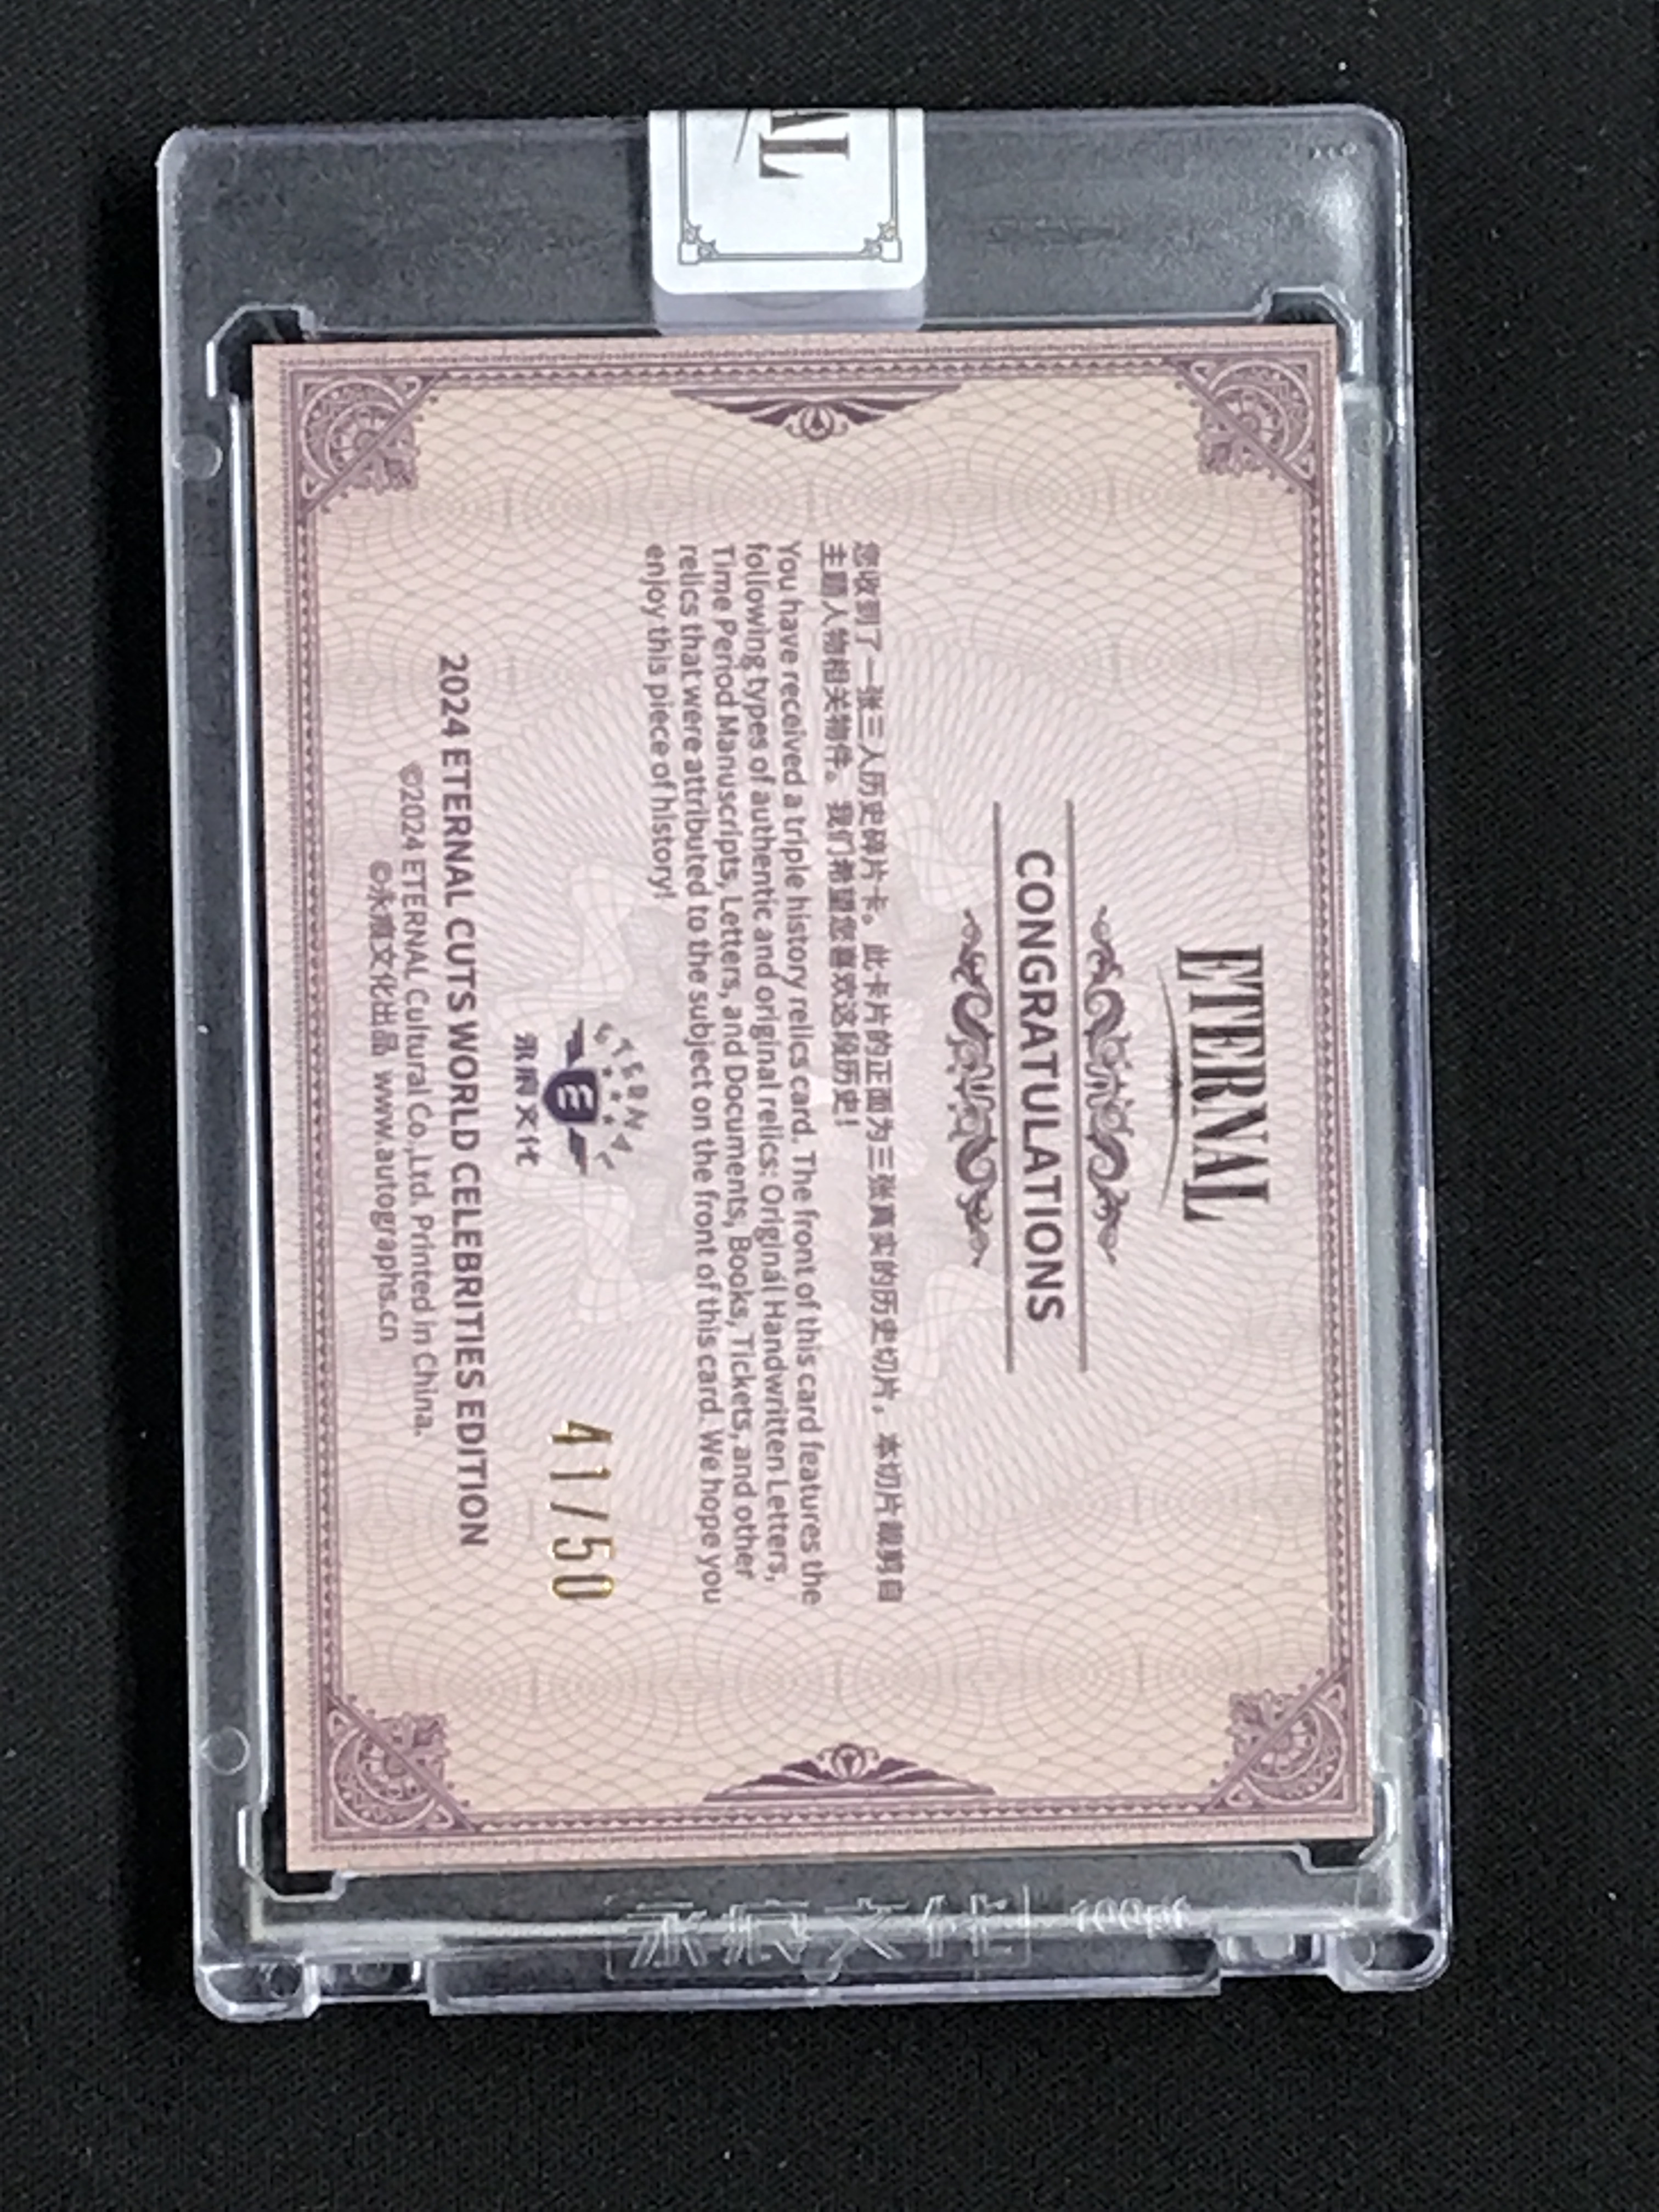 ETERNAL
CONGRATULATIONS
您收到了一张三人历史碎片卡。此卡片的正面为三张真实的历史切片，本切片裁剪自
主题人物相关物件。我们希望您喜欢这段历史！
You have received a triple history relics card. The front of this card features the
following types of authentic and original relics: Original Handwritten Letters,
Time Period Manuscripts, Letters, and Documents, Books, Tickets, and other
relics that were attributed to the subject on the front of this card. We hope you
enjoy this piece of history!
ETERNAL
E
永痕文化
41/50
2024 ETERNAL CUTS WORLD CELEBRITIES EDITION
©2024 ETERNAL Cultural Co.,Ltd. Printed in China.
©永痕文化出品 www.autographs.cn
AL
永痕文化 100pt